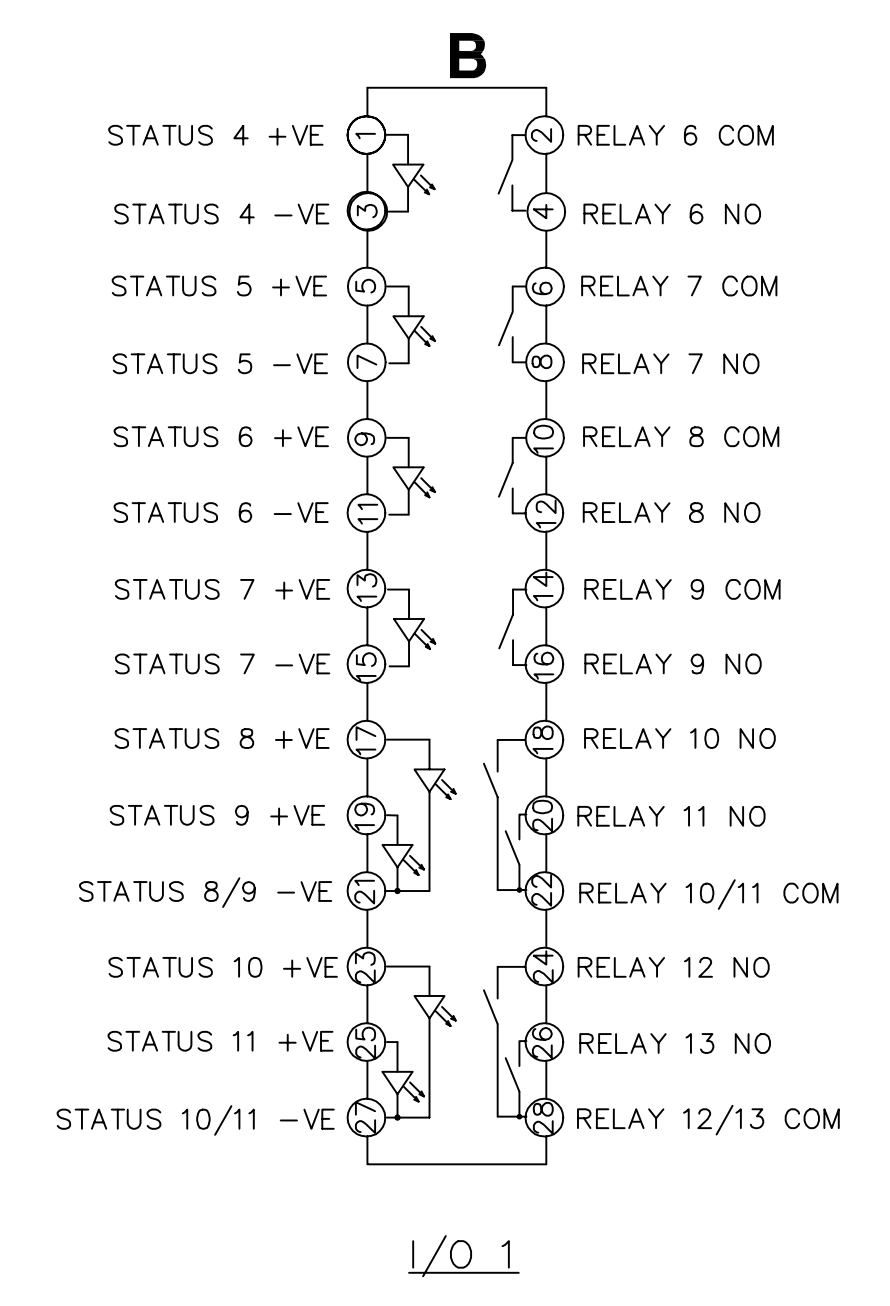 B
STATUS 4 +VE 1 2 RELAY 6 COM
STATUS 4 −VE 3 4 RELAY 6 NO
STATUS 5 +VE 5 6 RELAY 7 COM
STATUS 5 −VE 7 8 RELAY 7 NO
STATUS 6 +VE 9 10 RELAY 8 COM
STATUS 6 −VE 11 12 RELAY 8 NO
STATUS 7 +VE 13 14 RELAY 9 COM
STATUS 7 −VE 15 16 RELAY 9 NO
STATUS 8 +VE 17 18 RELAY 10 NO
STATUS 9 +VE 19 20 RELAY 11 NO
STATUS 8/9 −VE 21 22 RELAY 10/11 COM
STATUS 10 +VE 23 24 RELAY 12 NO
STATUS 11 +VE 25 26 RELAY 13 NO
STATUS 10/11 −VE 27 28 RELAY 12/13 COM
I/O 1